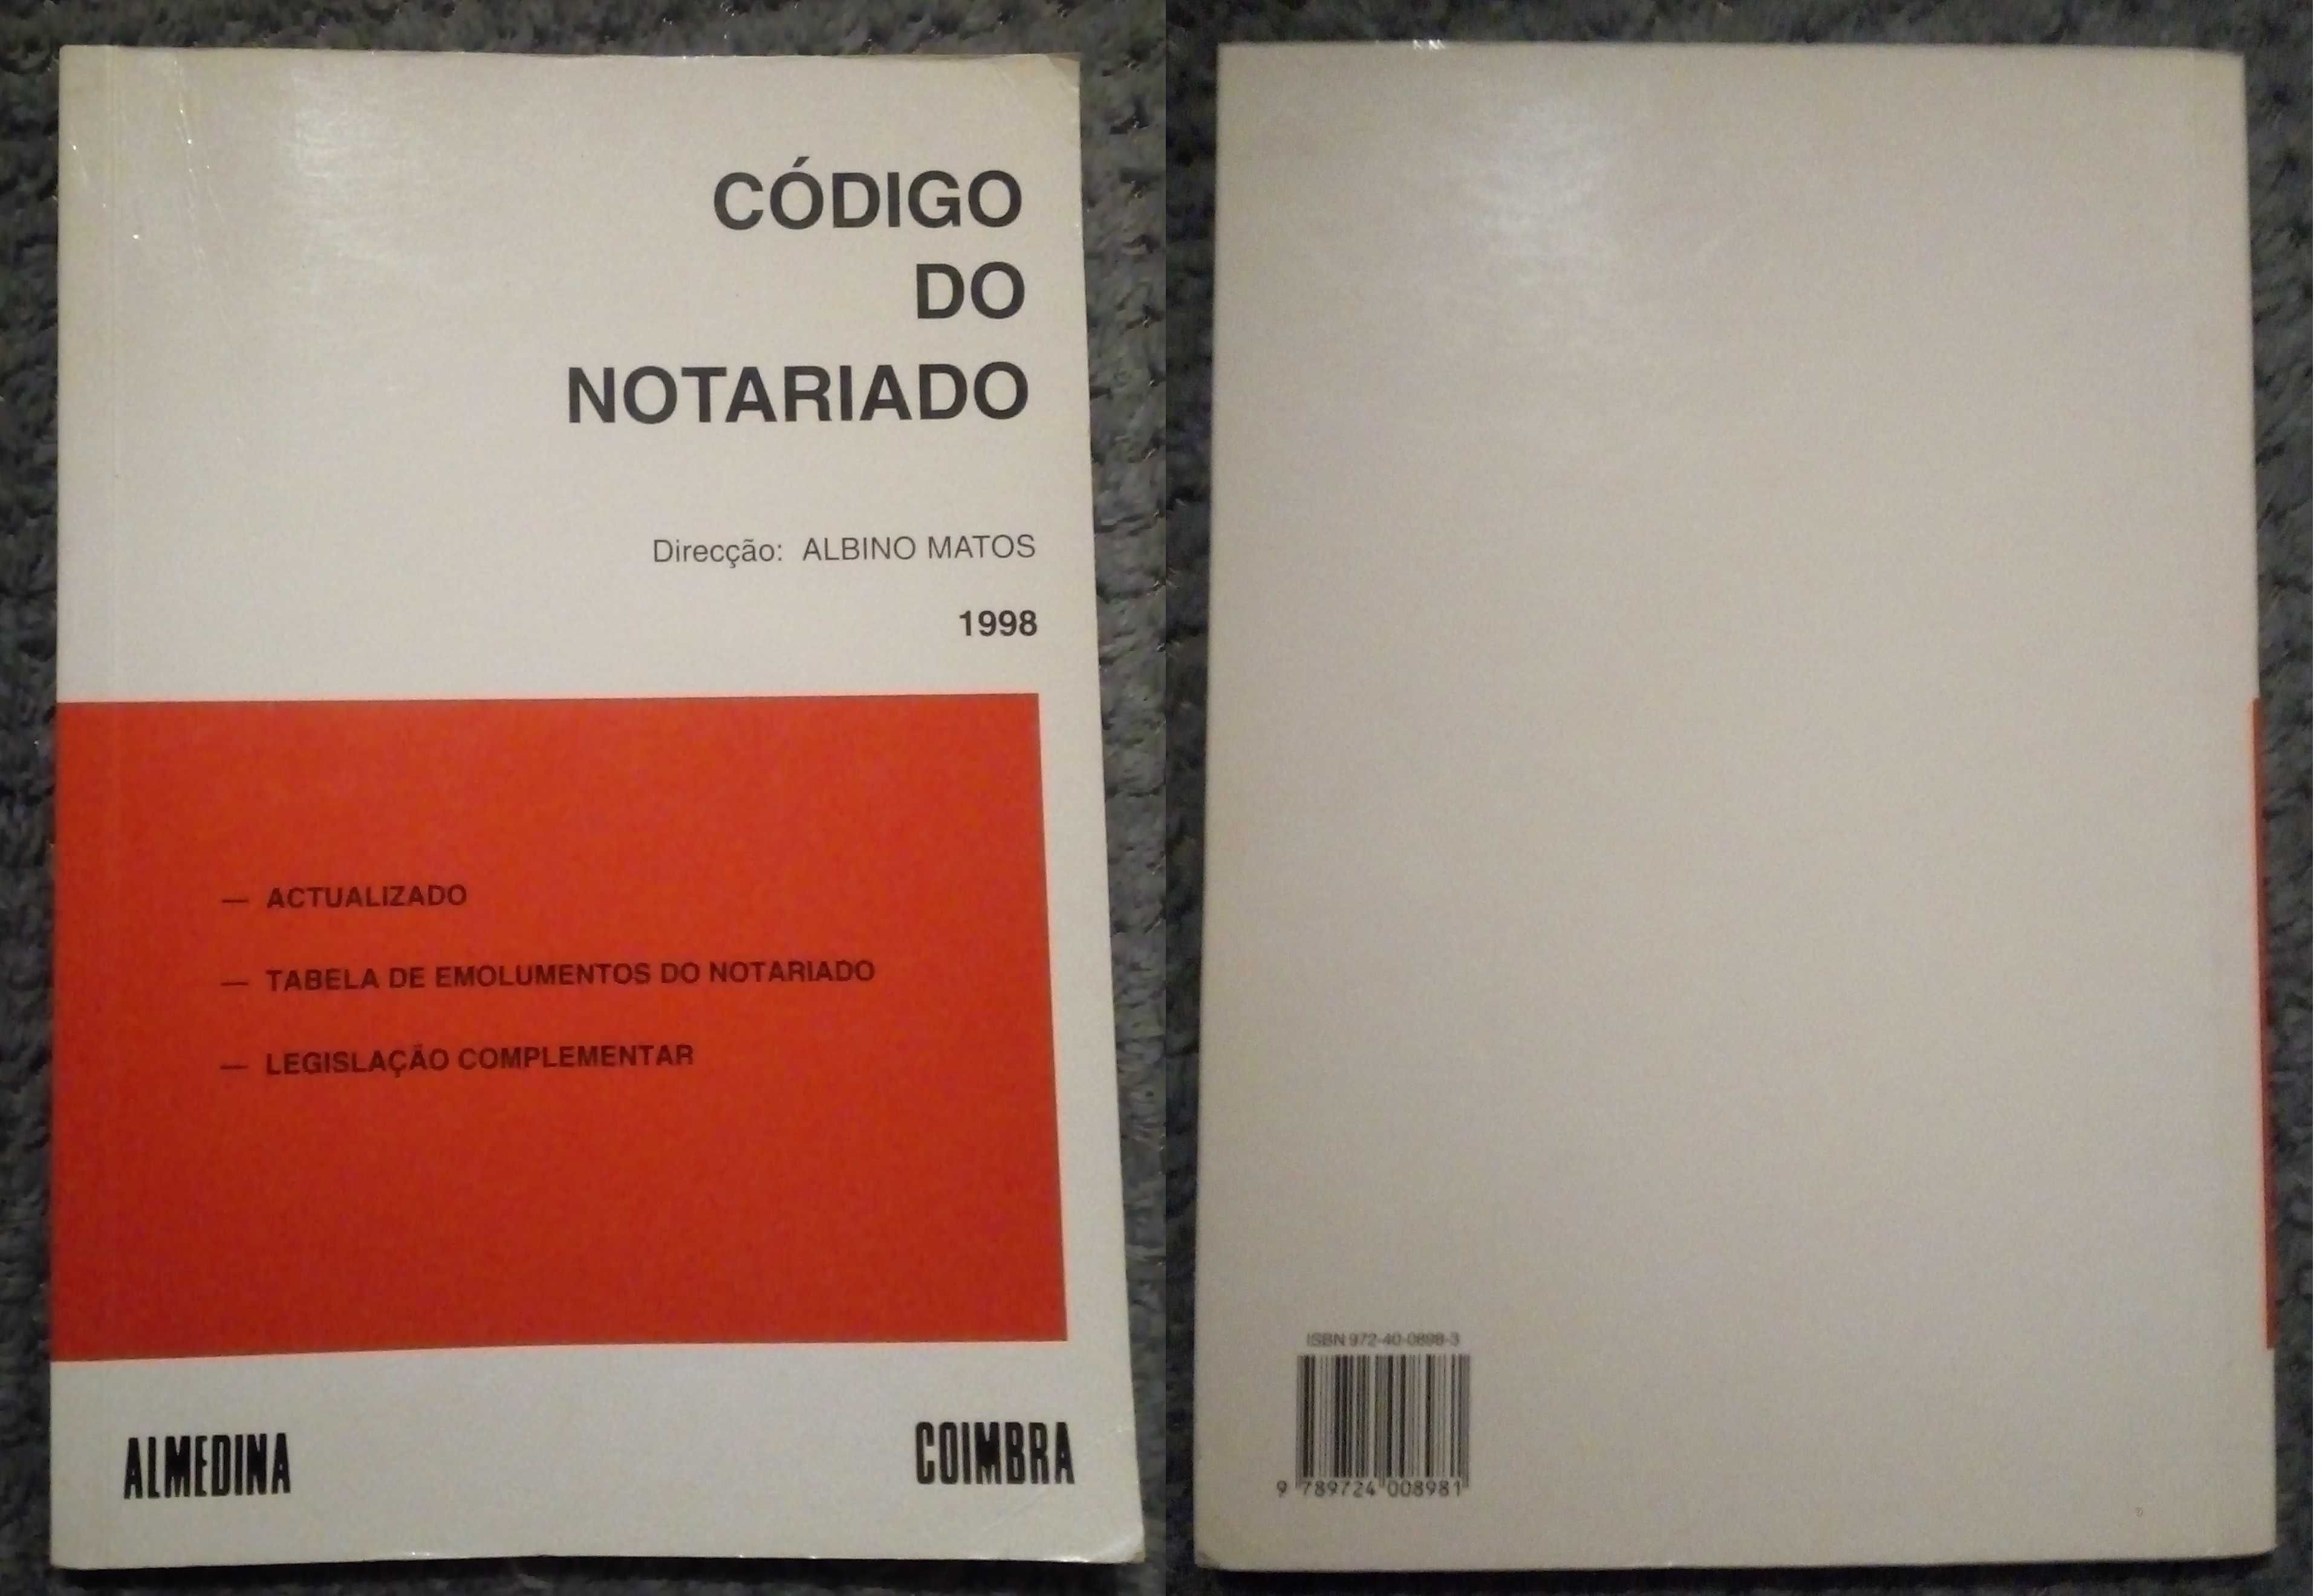 CÓDIGO
DO
NOTARIADO
Direcção: ALBINO MATOS
1998
— ACTUALIZADO
— TABELA DE EMOLUMENTOS DO NOTARIADO
— LEGISLAÇÃO COMPLEMENTAR
ALMEDINA COIMBRA
ISBN 972-40-0898-3
9 789724 008981